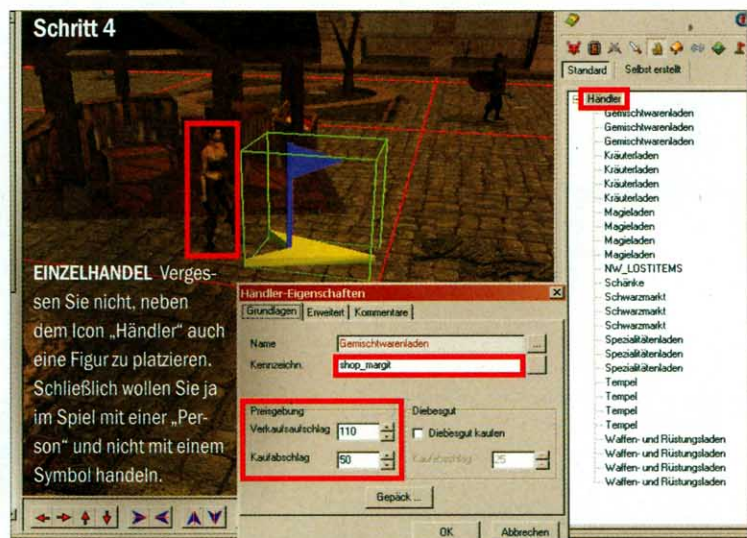 Schritt 4
EINZELHANDEL Verges-
sen Sie nicht, neben
dem Icon „Händler“ auch
eine Figur zu platzieren.
Schließlich wollen Sie ja
im Spiel mit einer „Per-
son“ und nicht mit einem
Symbol handeln.
Händler-Eigenschaften
Grundlagen Erweitert Kommentare
Name Gemischtwarenladen ...
Kennzeichn. shop_margit
Preisgebung
Verkaufsaufschlag 110
Kaufabschlag 50
Diebesgut
Diebesgut kaufen
Kaufabschlag 25
Gepäck ...
OK Abbrechen
Standard Selbst erstellt
Händler
Gemischtwarenladen
Gemischtwarenladen
Gemischtwarenladen
Kräuterladen
Kräuterladen
Kräuterladen
Kräuterladen
Magieladen
Magieladen
Magieladen
Magieladen
NW_LOSTITEMS
Schänke
Schwarzmarkt
Schwarzmarkt
Schwarzmarkt
Spezialitätenladen
Spezialitätenladen
Spezialitätenladen
Tempel
Tempel
Tempel
Tempel
Waffen- und Rüstungsladen
Waffen- und Rüstungsladen
Waffen- und Rüstungsladen
Waffen- und Rüstungsladen